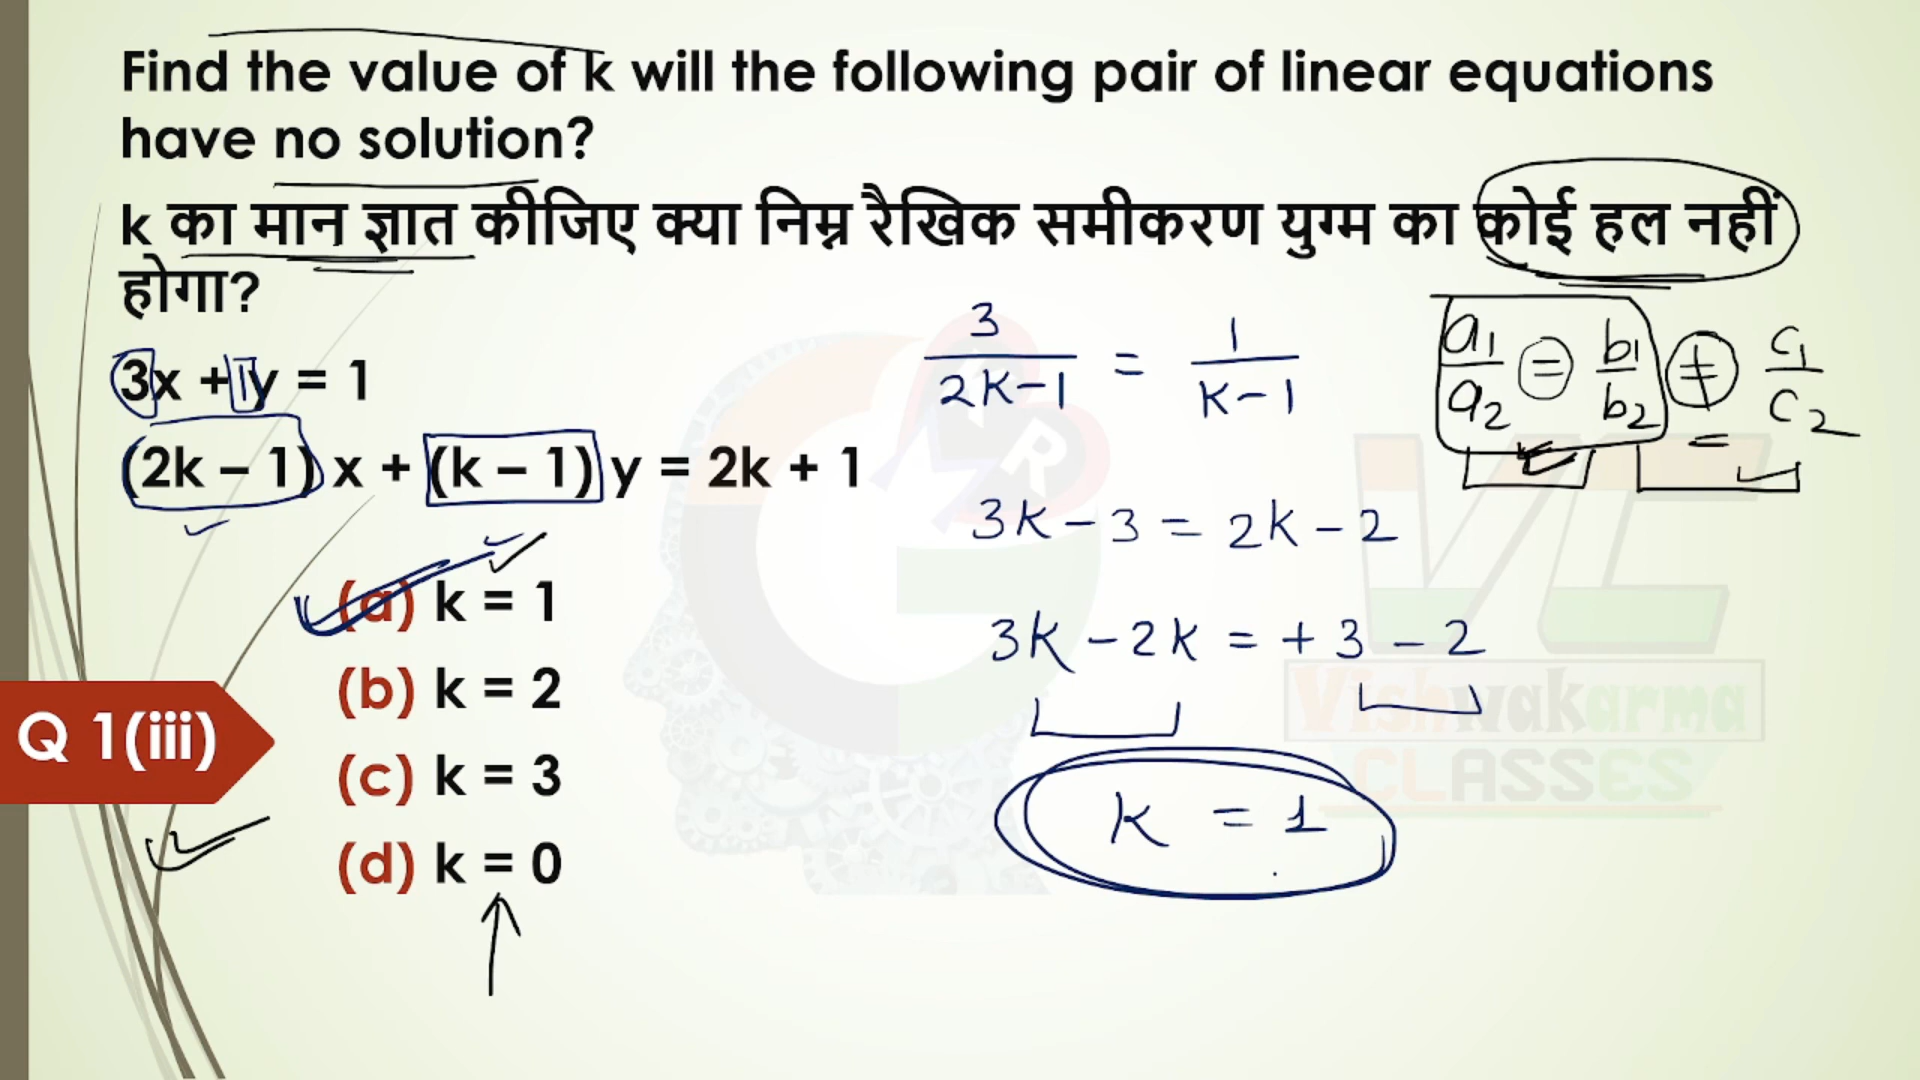 Find the value of k will the following pair of linear equations
have no solution?
k का मान ज्ञात कीजिए क्या निम्न रैखिक समीकरण युग्म का कोई हल नहीं
होगा?
3x + 1y = 1
(2k – 1) x + (k – 1) y = 2k + 1
(a) k = 1
(b) k = 2
(c) k = 3
(d) k = 0
Q 1(iii)
3/(2K-1) = 1/(K-1)
3K - 3 = 2K - 2
3K - 2K = + 3 - 2
K = 1
a1/a2 = b1/b2 ≠ c1/c2
KR
VC
Vishwakarma
CLASSES